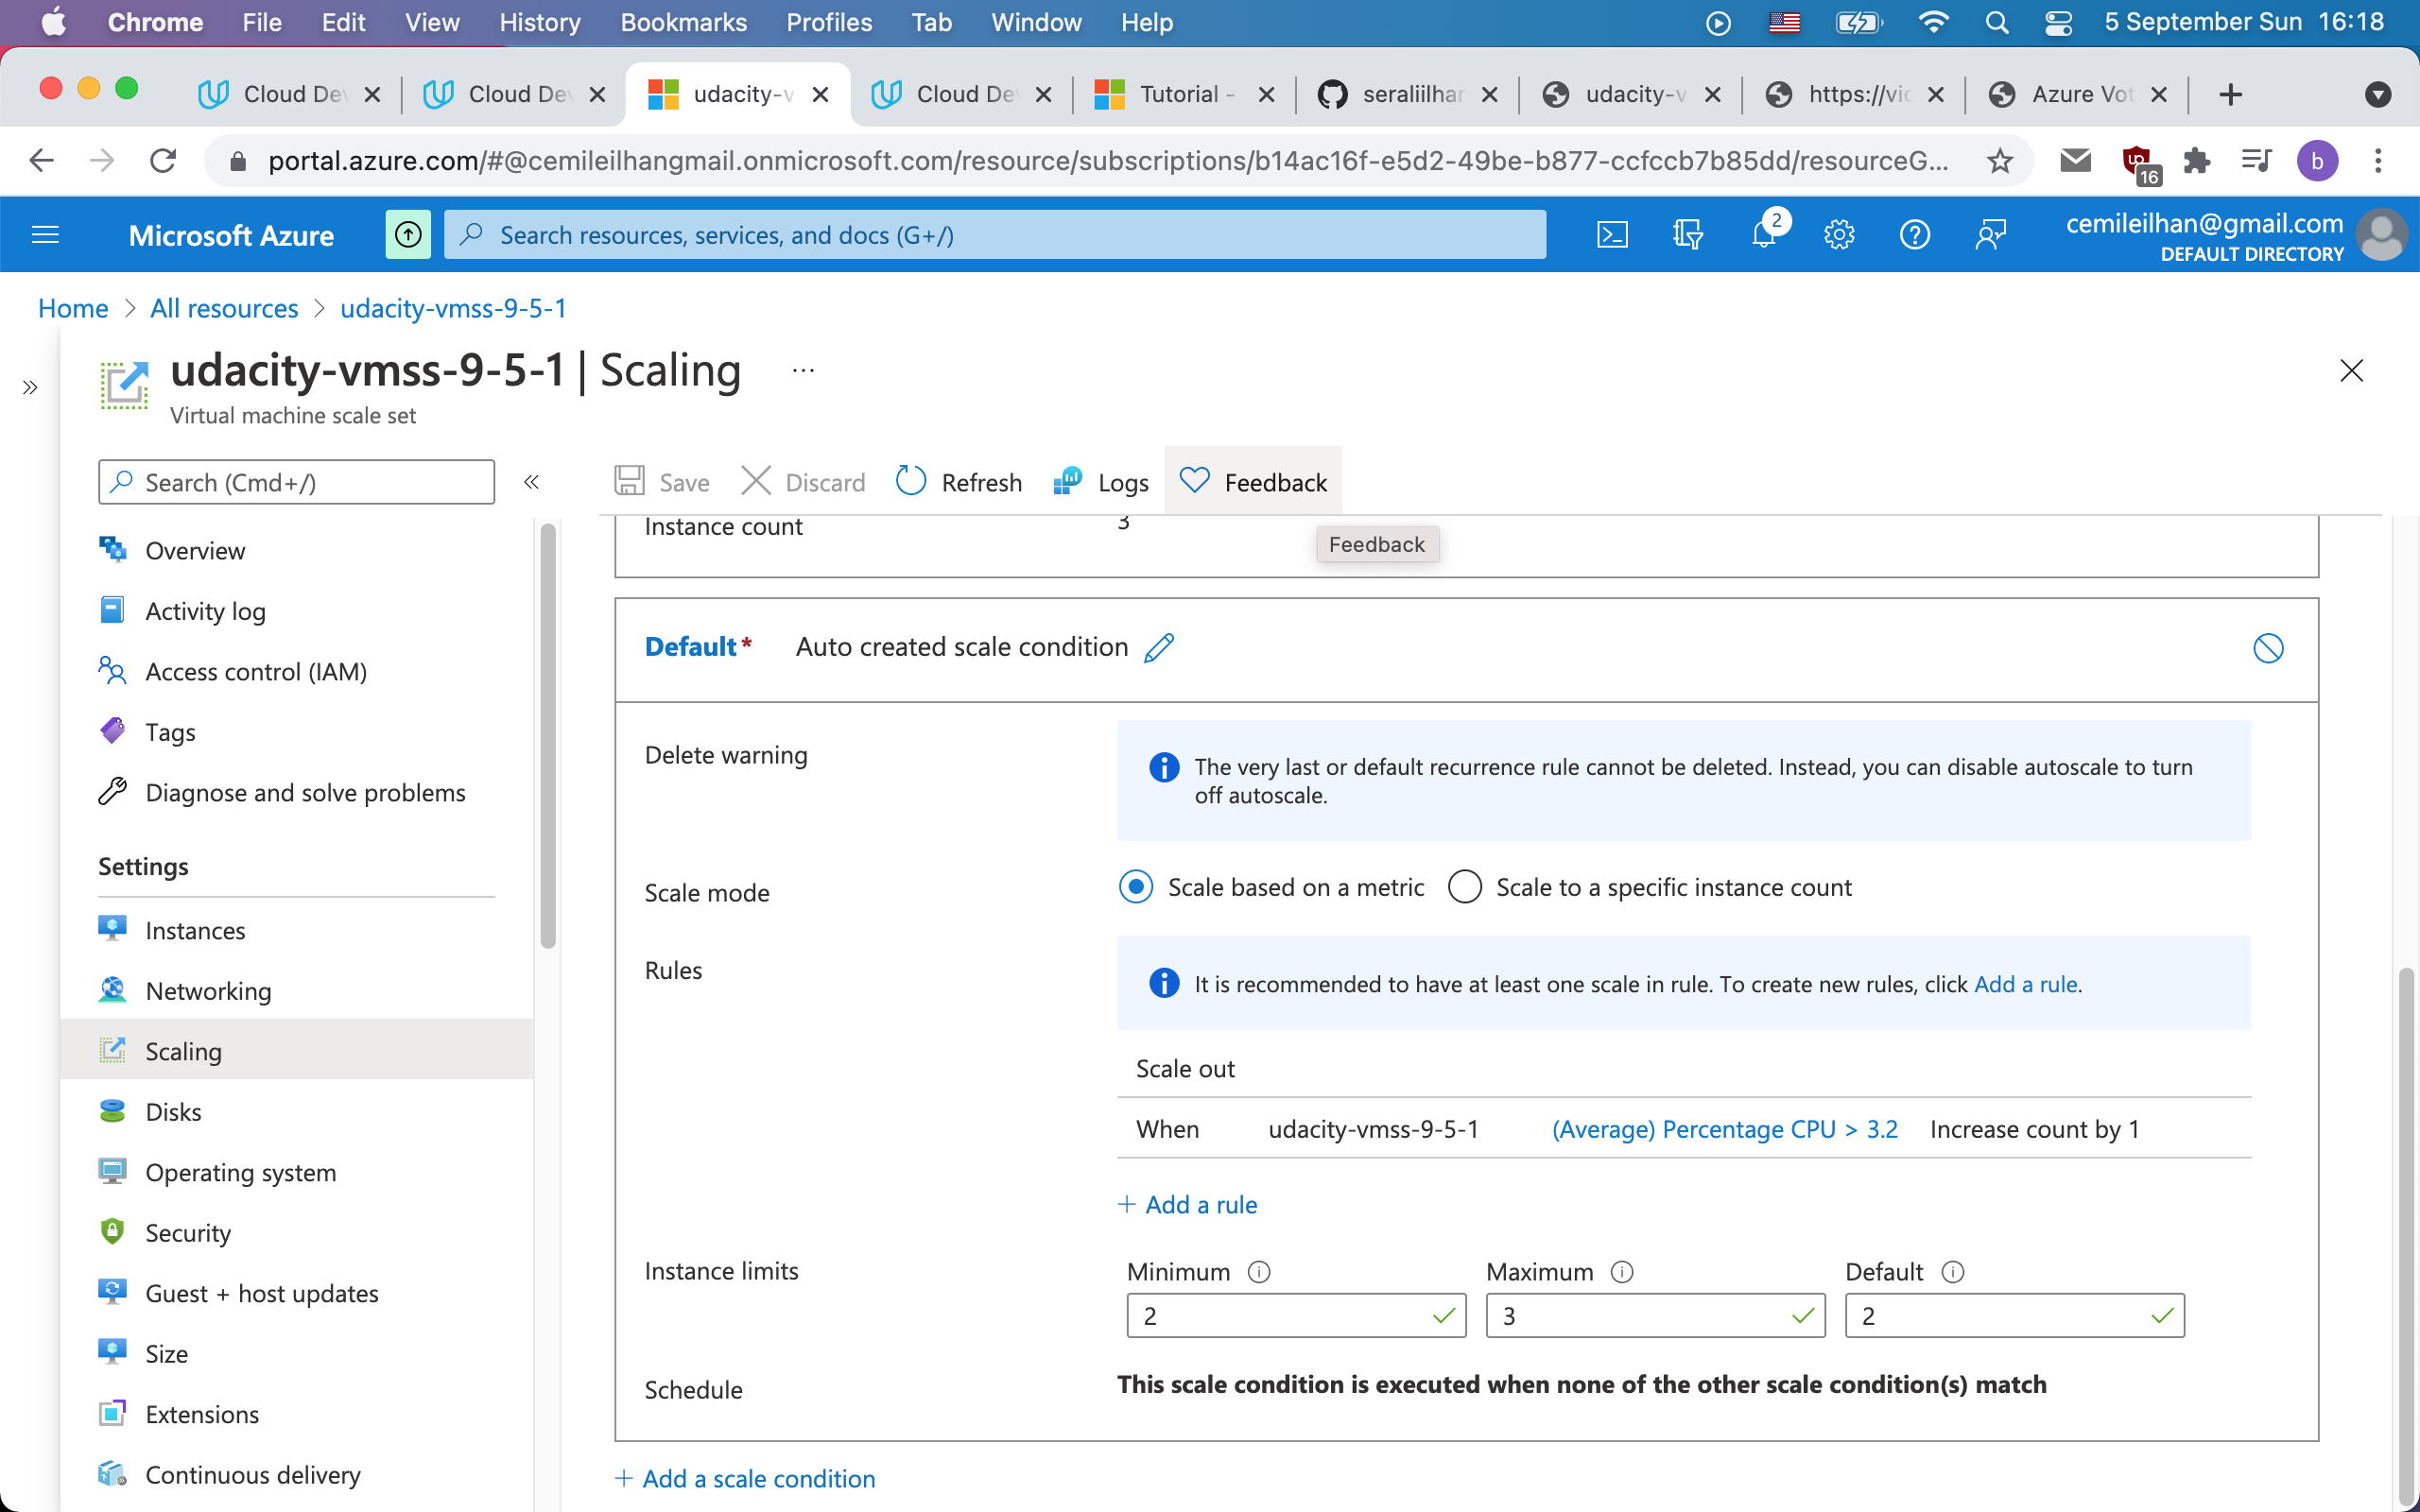 Chrome File Edit View History Bookmarks Profiles Tab Window Help 5 September Sun 16:18
Cloud De Cloud De udacity-v Cloud De Tutorial - seraliilhan udacity-v https://vi Azure Vot
portal.azure.com/#@cemileilhangmail.onmicrosoft.com/resource/subscriptions/b14ac16f-e5d2-49be-b877-ccfccb7b85dd/resourceG... 16 b
Microsoft Azure Search resources, services, and docs (G+/) 2 cemileilhan@gmail.com
DEFAULT DIRECTORY
Home > All resources > udacity-vmss-9-5-1
udacity-vmss-9-5-1 | Scaling ...
Virtual machine scale set
Search (Cmd+/)
Save Discard Refresh Logs Feedback
Overview
Activity log
Access control (IAM)
Tags
Diagnose and solve problems
Settings
Instances
Networking
Scaling
Disks
Operating system
Security
Guest + host updates
Size
Extensions
Continuous delivery
Instance count 3
Feedback
Default* Auto created scale condition
Delete warning
The very last or default recurrence rule cannot be deleted. Instead, you can disable autoscale to turn
off autoscale.
Scale mode
Scale based on a metric Scale to a specific instance count
Rules
It is recommended to have at least one scale in rule. To create new rules, click Add a rule.
Scale out
When udacity-vmss-9-5-1 (Average) Percentage CPU > 3.2 Increase count by 1
+ Add a rule
Instance limits
Minimum Maximum Default
2 3 2
Schedule
This scale condition is executed when none of the other scale condition(s) match
+ Add a scale condition